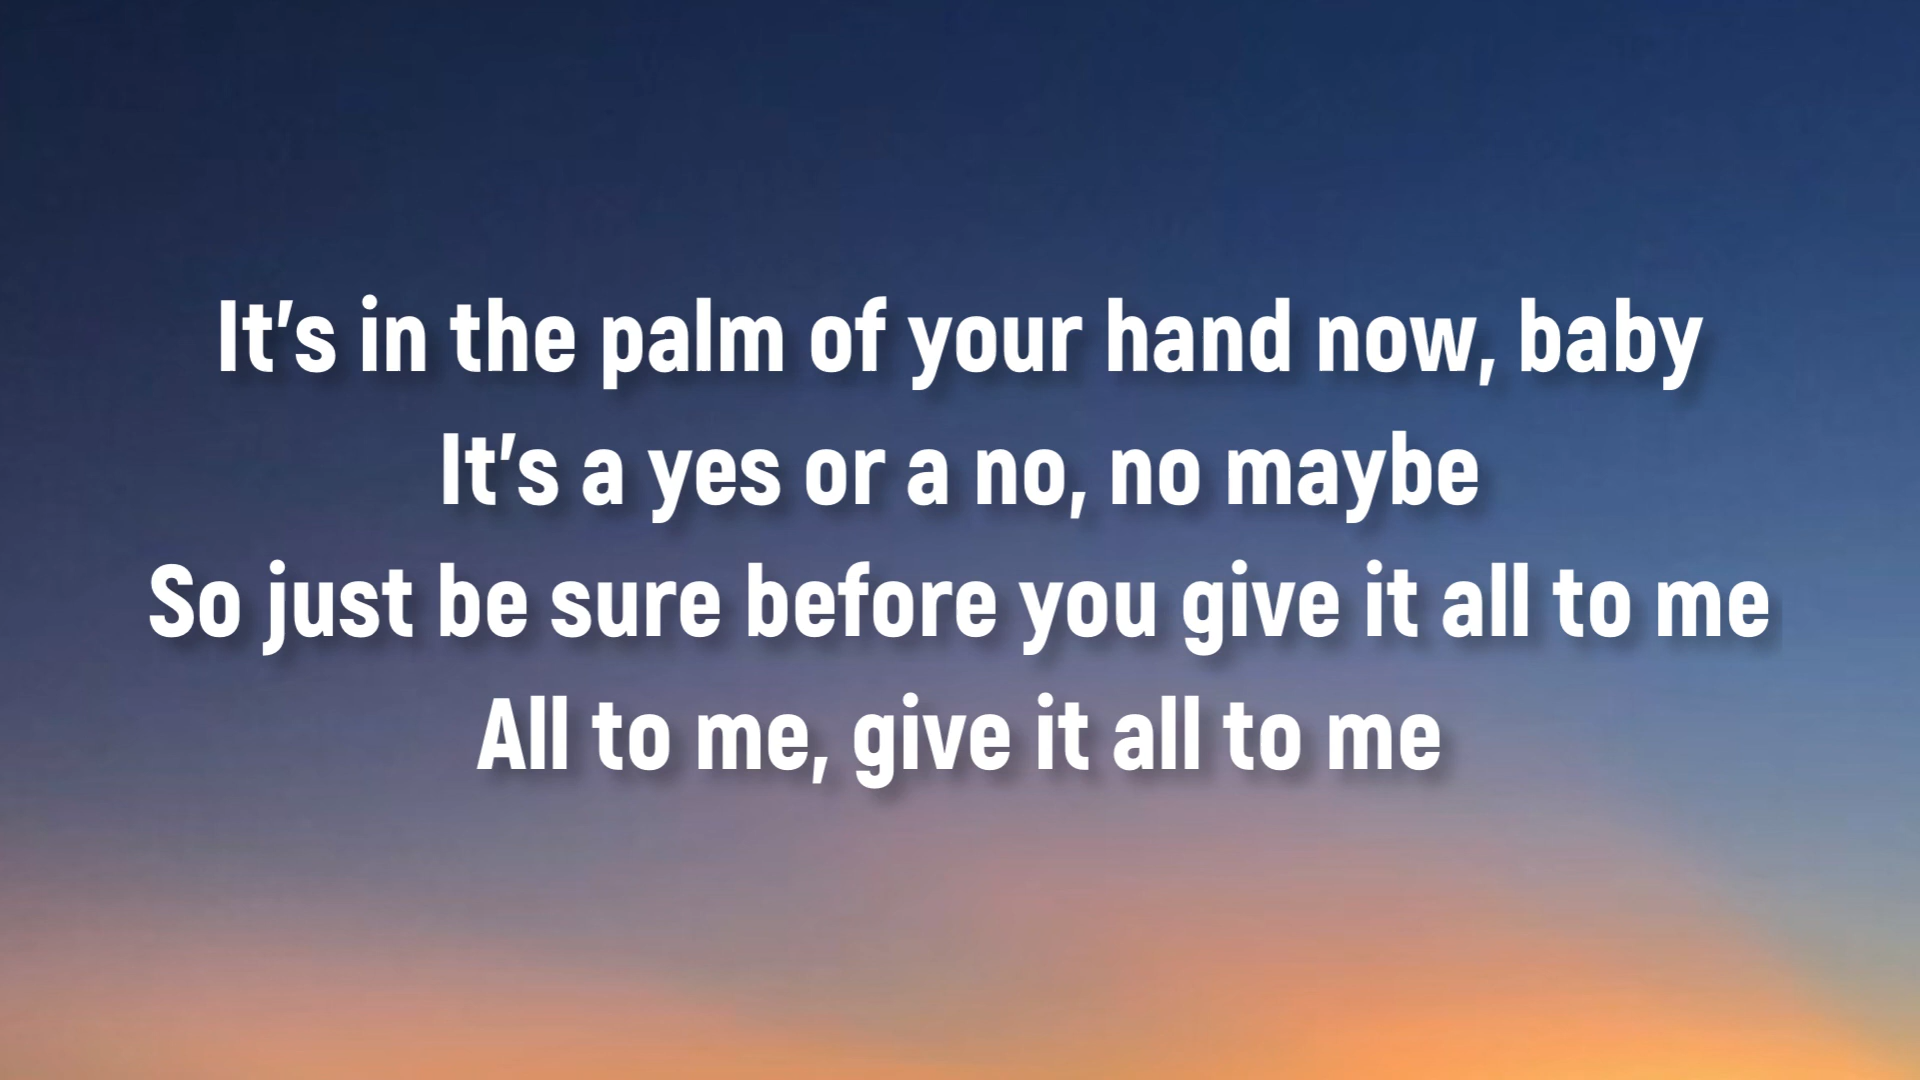 It's in the palm of your hand now, baby
It's a yes or a no, no maybe
So just be sure before you give it all to me
All to me, give it all to me